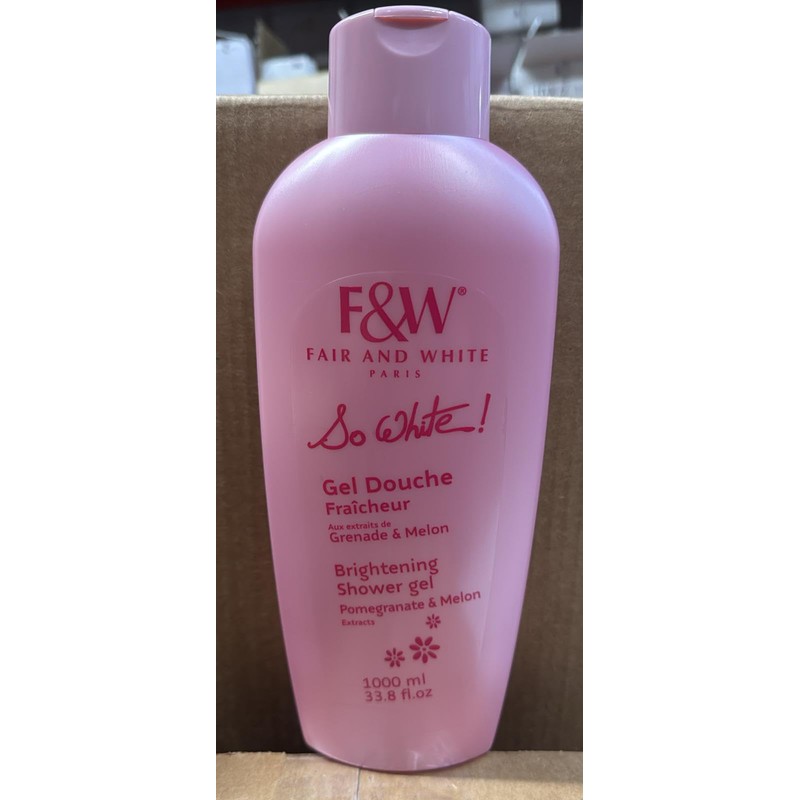 F&W®
FAIR AND WHITE
PARIS
So White!
Gel Douche
Fraîcheur
Aux extraits de
Grenade & Melon
Brightening
Shower gel
Pomegranate & Melon
Extracts
1000 ml
33.8 fl.oz